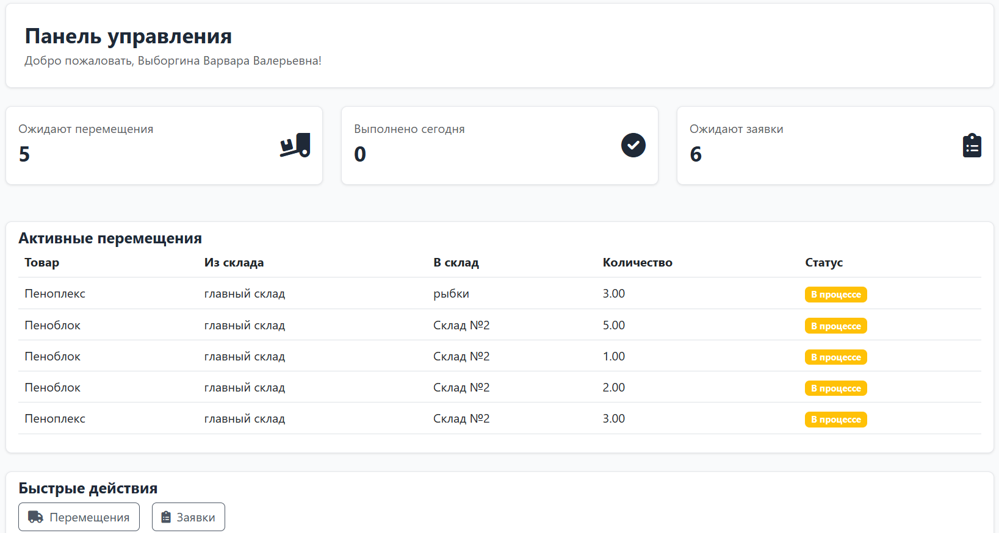 Панель управления
Добро пожаловать, Выборгина Варвара Валерьевна!
Ожидают перемещения
5
Выполнено сегодня
0
Ожидают заявки
6
Активные перемещения
Товар Из склада В склад Количество Статус
Пеноплекс главный склад рыбки 3.00 В процессе
Пеноблок главный склад Склад №2 5.00 В процессе
Пеноблок главный склад Склад №2 1.00 В процессе
Пеноблок главный склад Склад №2 2.00 В процессе
Пеноплекс главный склад Склад №2 3.00 В процессе
Быстрые действия
Перемещения Заявки